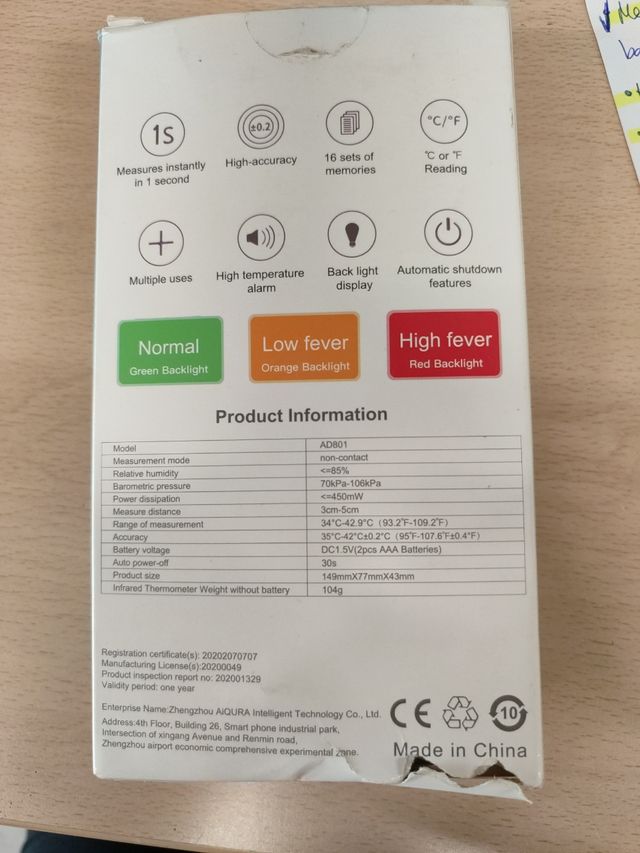 1S
±0.2
°C/°F
Measures instantly
in 1 second
High-accuracy
16 sets of
memories
°C or °F
Reading
Multiple uses
High temperature
alarm
Back light
display
Automatic shutdown
features
Normal
Green Backlight
Low fever
Orange Backlight
High fever
Red Backlight
Product Information
Model AD801
Measurement mode non-contact
Relative humidity <=85%
Barometric pressure 70kPa-106kPa
Power dissipation <=450mW
Measure distance 3cm-5cm
Range of measurement 34°C-42.9°C (93.2°F-109.2°F)
Accuracy 35°C-42°C±0.2°C (95°F-107.6°F±0.4°F)
Battery voltage DC1.5V(2pcs AAA Batteries)
Auto power-off 30s
Product size 149mmX77mmX43mm
Infrared Thermometer Weight without battery 104g
Registration certificate(s): 20202070707
Manufacturing License(s):20200049
Product inspection report no: 202001329
Validity period: one year
Enterprise Name:Zhengzhou AiQURA Intelligent Technology Co., Ltd.
Address:4th Floor, Building 26, Smart phone industrial park,
Intersection of xingang Avenue and Renmin road,
Zhengzhou airport economic comprehensive experimental zone.
CE
10
Made in China